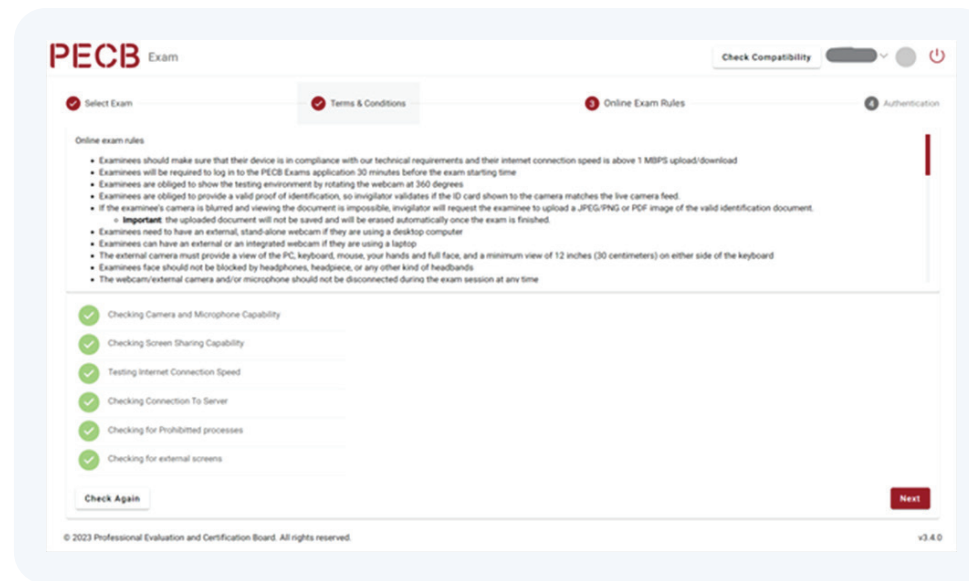 PECB Exam
Check Compatibility
Select Exam
Terms & Conditions
3 Online Exam Rules
4 Authentication
Online exam rules
• Examinees should make sure that their device is in compliance with our technical requirements and their internet connection speed is above 1 MBPS upload/download
• Examinees will be required to log in to the PECB Exams application 30 minutes before the exam starting time
• Examinees are obliged to show the testing environment by rotating the webcam at 360 degrees
• Examinees are obliged to provide a valid proof of identification, so invigilator validates if the ID card shown to the camera matches the live camera feed.
• If the examinee's camera is blurred and viewing the document is impossible, invigilator will request the examinee to upload a JPEG/PNG or PDF image of the valid identification document.
Important: the uploaded document will not be saved and will be erased automatically once the exam is finished.
• Examinees need to have an external, stand-alone webcam if they are using a desktop computer
• Examinees can have an external or an integrated webcam if they are using a laptop
• The external camera must provide a view of the PC, keyboard, mouse, your hands and full face, and a minimum view of 12 inches (30 centimeters) on either side of the keyboard
• Examinees face should not be blocked by headphones, headpiece, or any other kind of headbands
• The webcam/external camera and/or microphone should not be disconnected during the exam session at any time
Checking Camera and Microphone Capability
Checking Screen Sharing Capability
Testing Internet Connection Speed
Checking Connection To Server
Checking for Prohibitted processes
Checking for external screens
Check Again
Next
© 2023 Professional Evaluation and Certification Board. All rights reserved.
v3.4.0